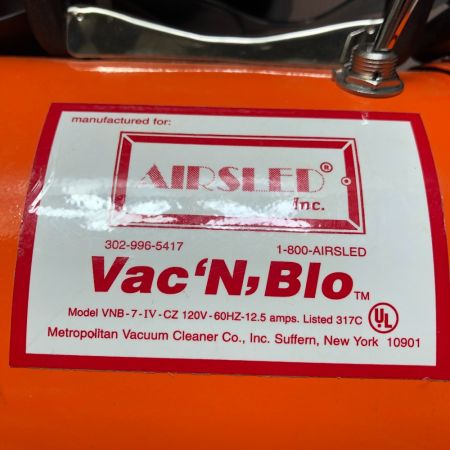 manufactured for:
AIRSLED®
Inc.
302-996-5417 1-800-AIRSLED
Vac'N,Blo™
Model VNB-7-IV-CZ 120V-60HZ-12.5 amps. Listed 317C UL
Metropolitan Vacuum Cleaner Co., Inc. Suffern, New York 10901